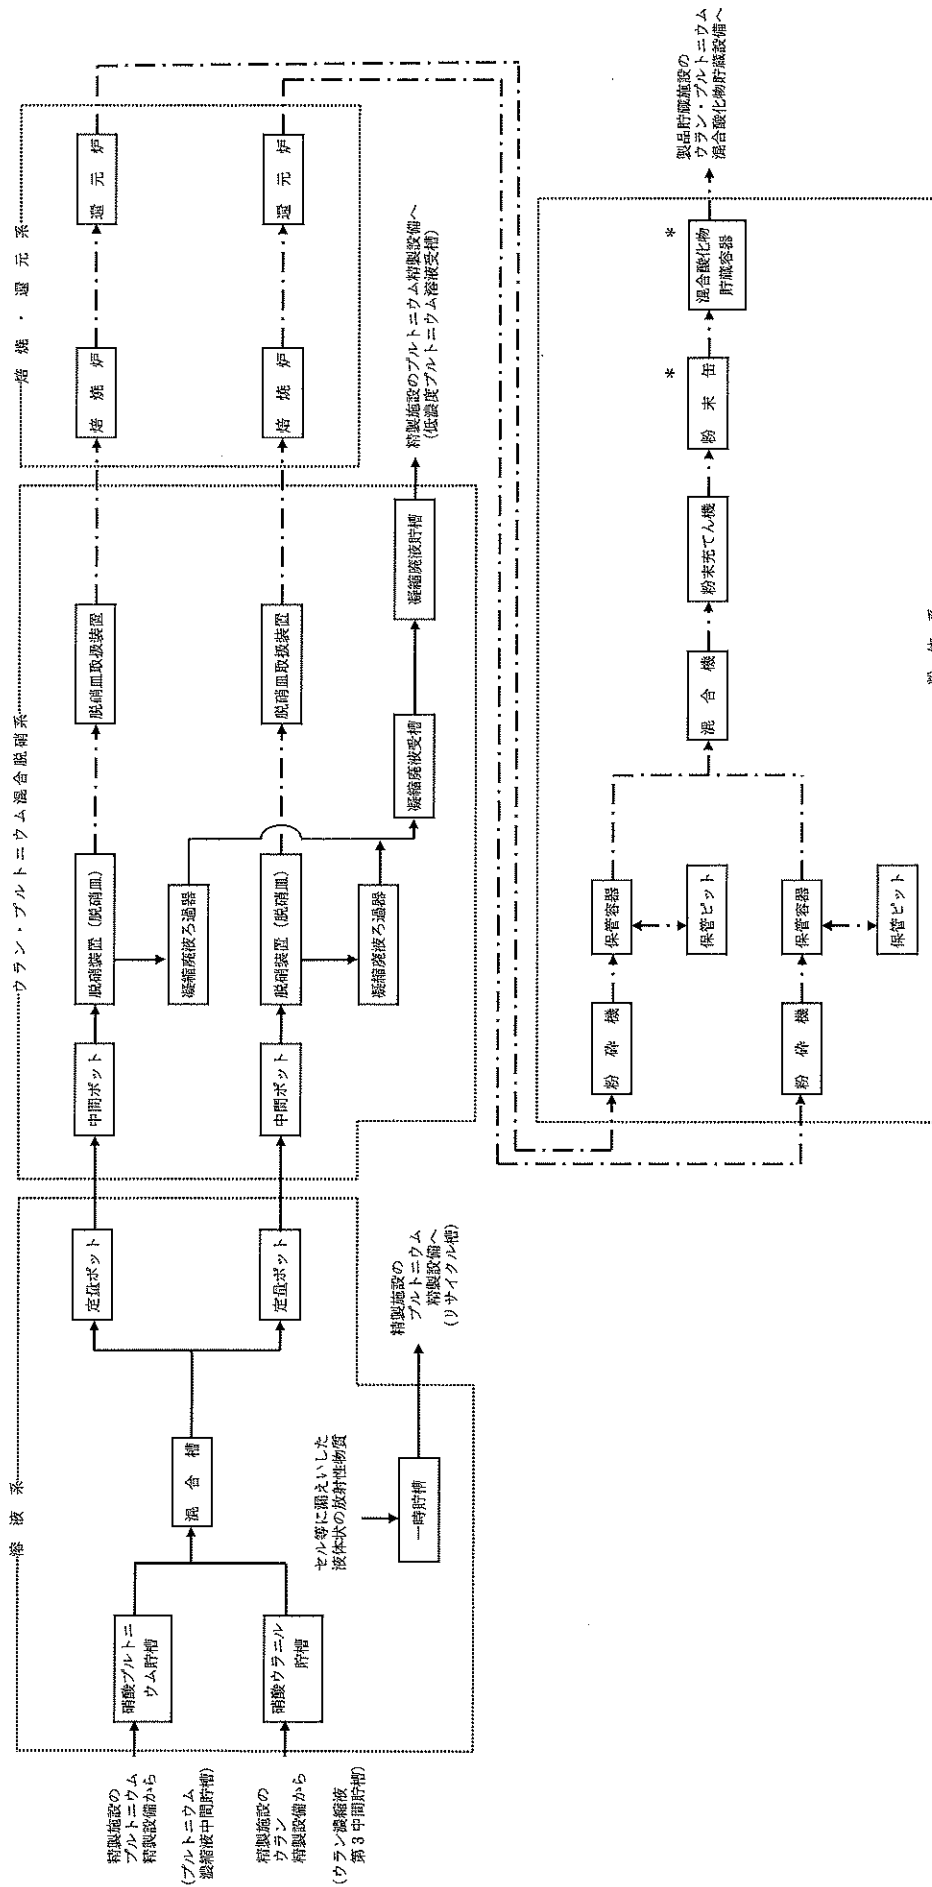 溶液系
精製施設の
プルトニウム
精製設備から
(プルトニウム
濃縮液中間貯槽)
精製施設の
ウラン
精製設備から
(ウラン濃縮液
第3中間貯槽)
硝酸プルトニ
ウム貯槽
硝酸ウラニル
貯槽
混合槽
定量ポット
定量ポット
セル等に漏えいした
液体状の放射性物質
一時貯槽
精製施設の
プルトニウム
精製設備へ
(リサイクル槽)
ウラン・プルトニウム混合脱硝系
中間ポット
脱硝装置(脱硝皿)
脱硝皿取扱装置
凝縮廃液ろ過器
中間ポット
脱硝装置(脱硝皿)
脱硝皿取扱装置
凝縮廃液ろ過器
凝縮廃液受槽
凝縮廃液貯槽
精製施設のプルトニウム精製設備へ
(低濃度プルトニウム溶液受槽)
焙焼・還元系
焙焼炉
還元炉
焙焼炉
還元炉
粉砕機
保管容器
保管ピット
粉砕機
保管容器
保管ピット
混合機
粉末充てん機
粉末缶
*
混合酸化物
貯蔵容器
*
製品貯蔵施設の
ウラン・プルトニウム
混合酸化物貯蔵設備へ